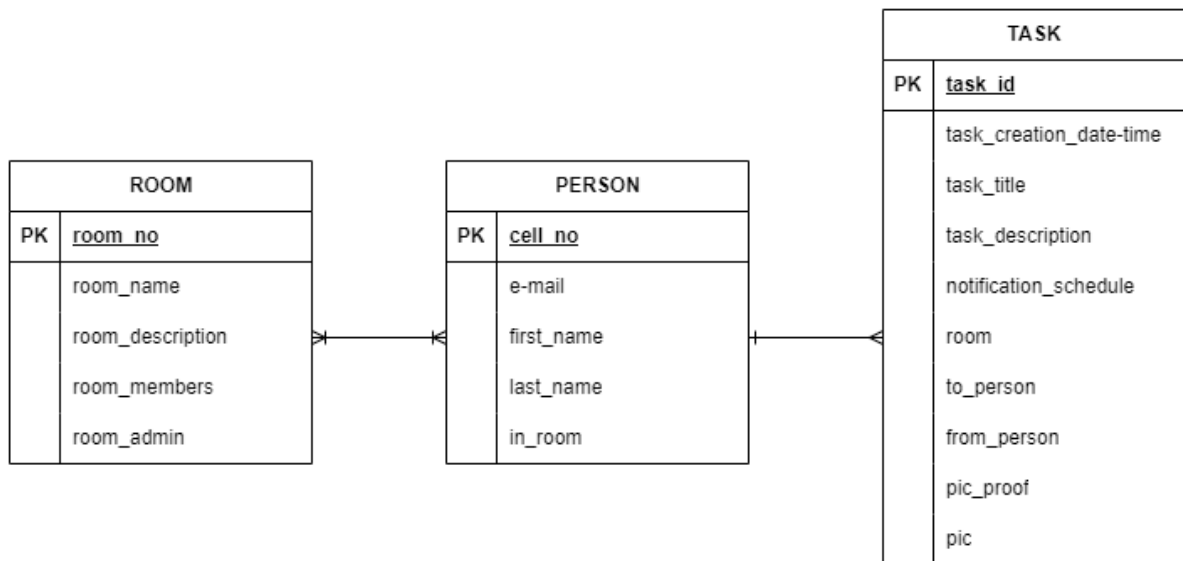 ROOM
PK room_no
room_name
room_description
room_members
room_admin
PERSON
PK cell_no
e-mail
first_name
last_name
in_room
TASK
PK task_id
task_creation_date-time
task_title
task_description
notification_schedule
room
to_person
from_person
pic_proof
pic